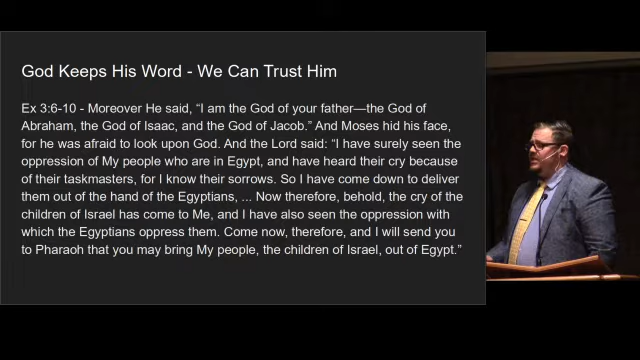 God Keeps His Word - We Can Trust Him
Ex 3:6-10 - Moreover He said, “I am the God of your father—the God of
Abraham, the God of Isaac, and the God of Jacob.” And Moses hid his face,
for he was afraid to look upon God. And the Lord said: “I have surely seen the
oppression of My people who are in Egypt, and have heard their cry because
of their taskmasters, for I know their sorrows. So I have come down to deliver
them out of the hand of the Egyptians, ... Now therefore, behold, the cry of the
children of Israel has come to Me, and I have also seen the oppression with
which the Egyptians oppress them. Come now, therefore, and I will send you
to Pharaoh that you may bring My people, the children of Israel, out of Egypt.”